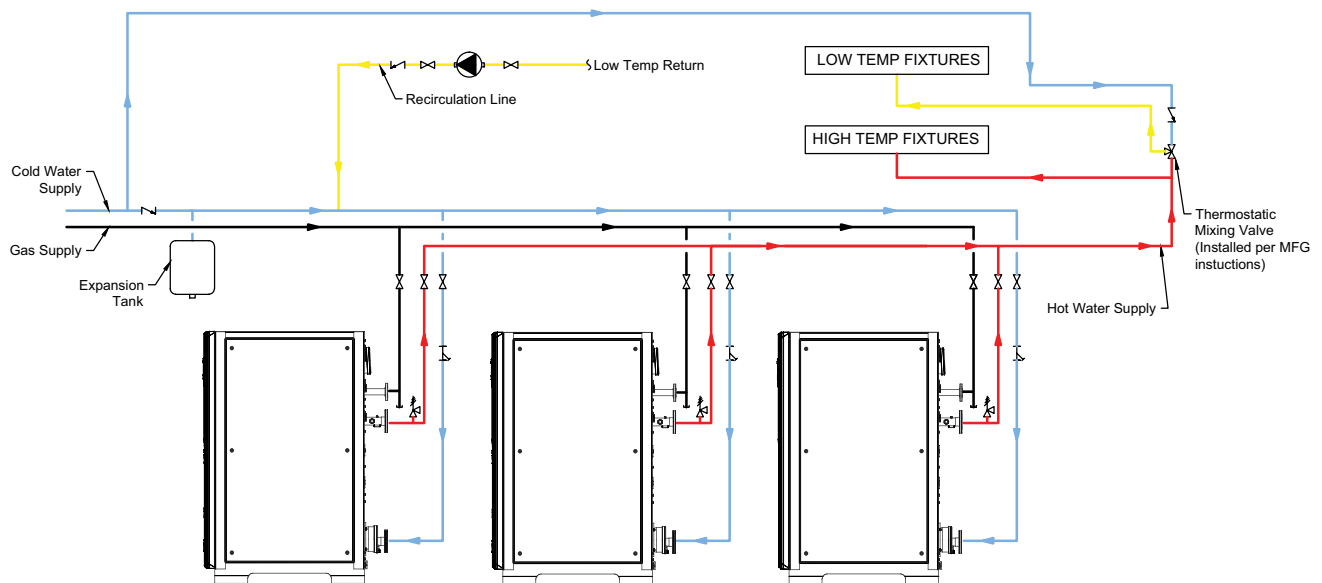 LOW TEMP FIXTURES
Low Temp Return
Recirculation Line
HIGH TEMP FIXTURES
Cold Water
Supply
Gas Supply
Expansion
Tank
Thermostatic
Mixing Valve
(Installed per MFG
instuctions)
Hot Water Supply